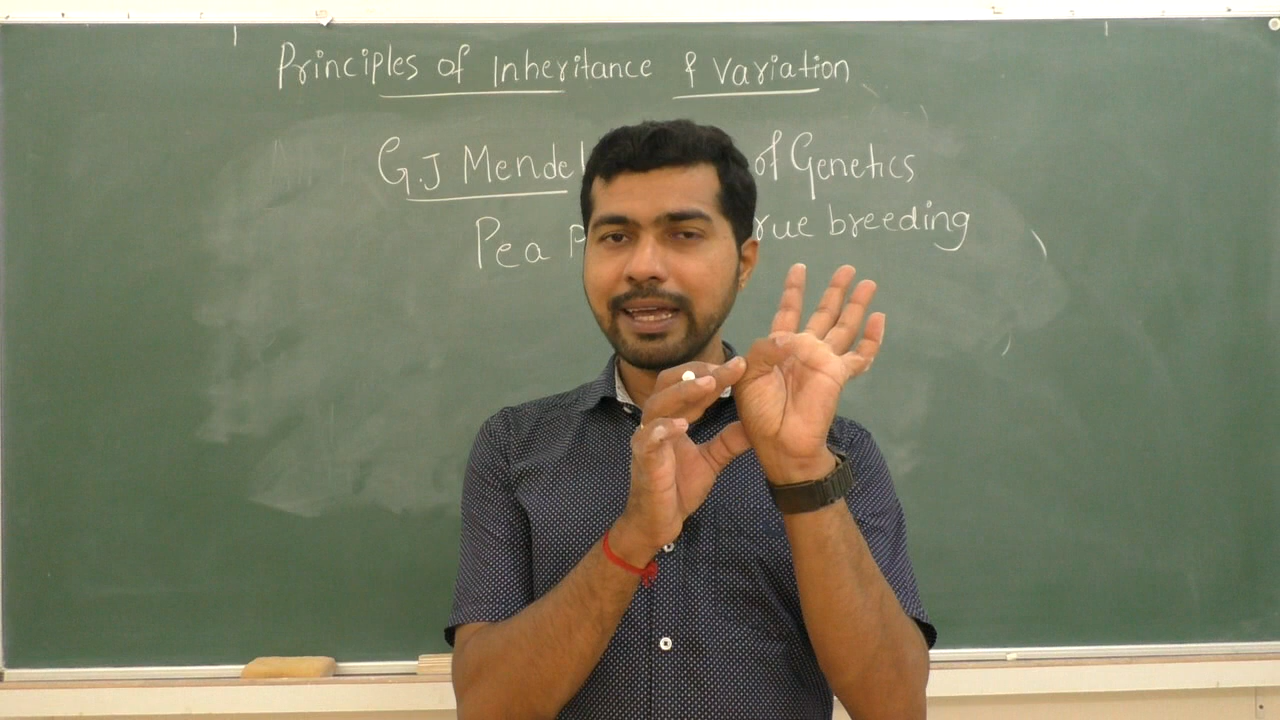 Principles of Inheritance & Variation
G.J Mendel of Genetics
Pea breeding